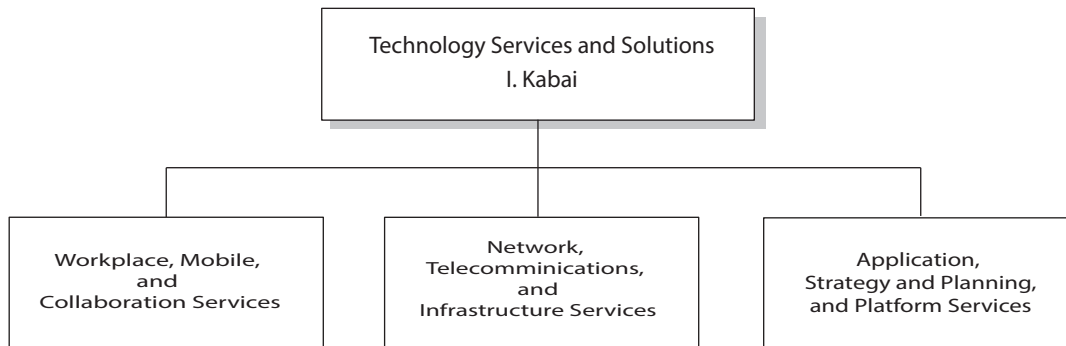 Technology Services and Solutions
I. Kabai
Workplace, Mobile,
and
Collaboration Services
Network,
Telecomminications,
and
Infrastructure Services
Application,
Strategy and Planning,
and Platform Services